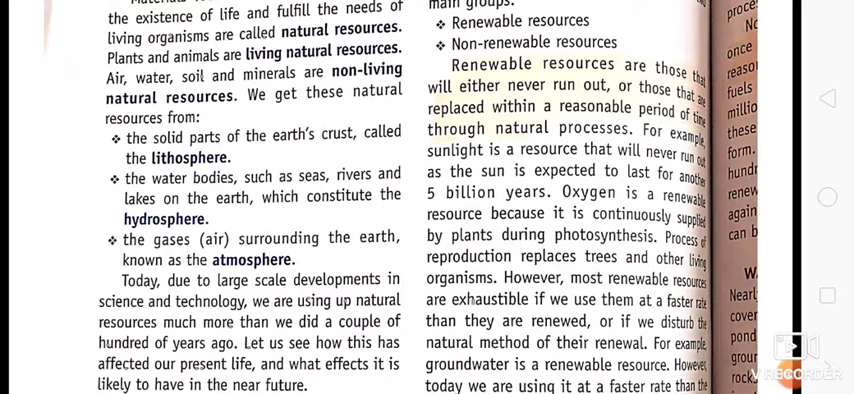 the existence of life and fulfill the needs of
living organisms are called natural resources.
Plants and animals are living natural resources.
Air, water, soil and minerals are non-living
natural resources. We get these natural
resources from:
❖ the solid parts of the earth's crust, called
the lithosphere.
❖ the water bodies, such as seas, rivers and
lakes on the earth, which constitute the
hydrosphere.
❖ the gases (air) surrounding the earth,
known as the atmosphere.
Today, due to large scale developments in
science and technology, we are using up natural
resources much more than we did a couple of
hundred of years ago. Let us see how this has
affected our present life, and what effects it is
likely to have in the near future.
main groups:
❖ Renewable resources
❖ Non-renewable resources
Renewable resources are those that
will either never run out, or those that are
replaced within a reasonable period of time
through natural processes. For example,
sunlight is a resource that will never run out
as the sun is expected to last for another
5 billion years. Oxygen is a renewable
resource because it is continuously supplied
by plants during photosynthesis. Process of
reproduction replaces trees and other living
organisms. However, most renewable resources
are exhaustible if we use them at a faster rate
than they are renewed, or if we disturb the
natural method of their renewal. For example,
groundwater is a renewable resource. However,
today we are using it at a faster rate than the
proce
No
once
reason
fuels
millio
these
form.
hundr
renew
again
can b
W
Nearl
cover
pond
grour
rocky
V RECORDER